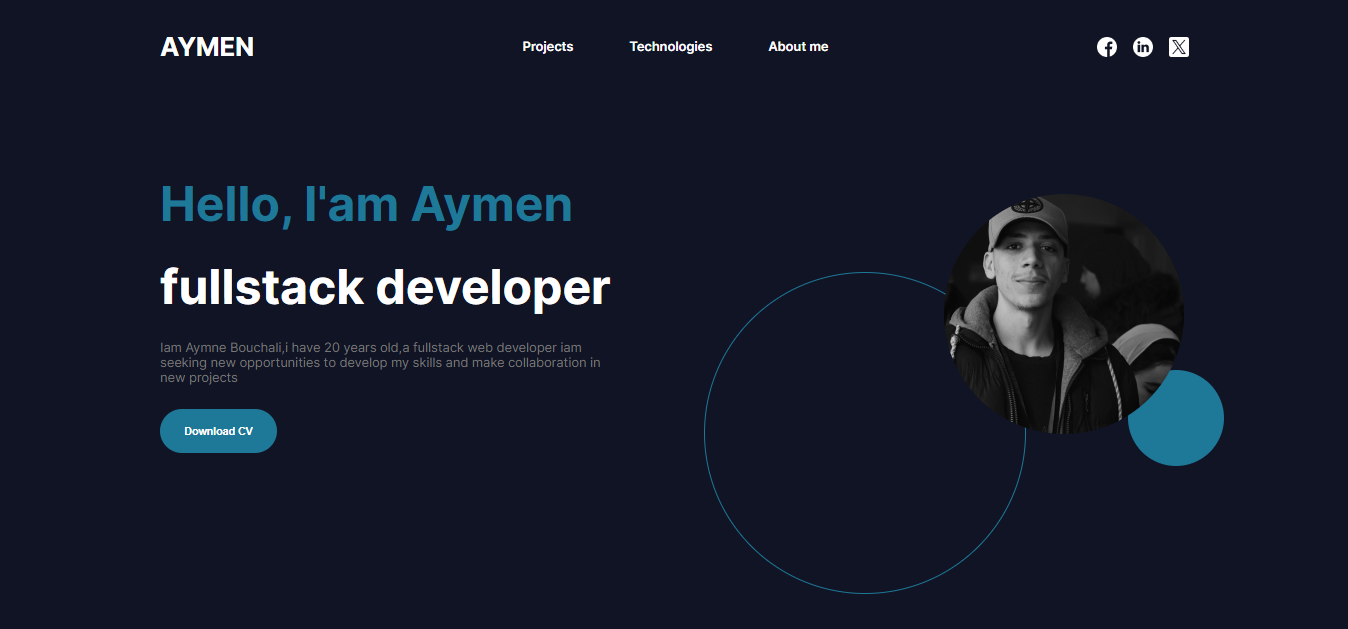 AYMEN
Projects
Technologies
About me
Hello, I'am Aymen
fullstack developer
Iam Aymne Bouchali,i have 20 years old,a fullstack web developer iam
seeking new opportunities to develop my skills and make collaboration in
new projects
Download CV